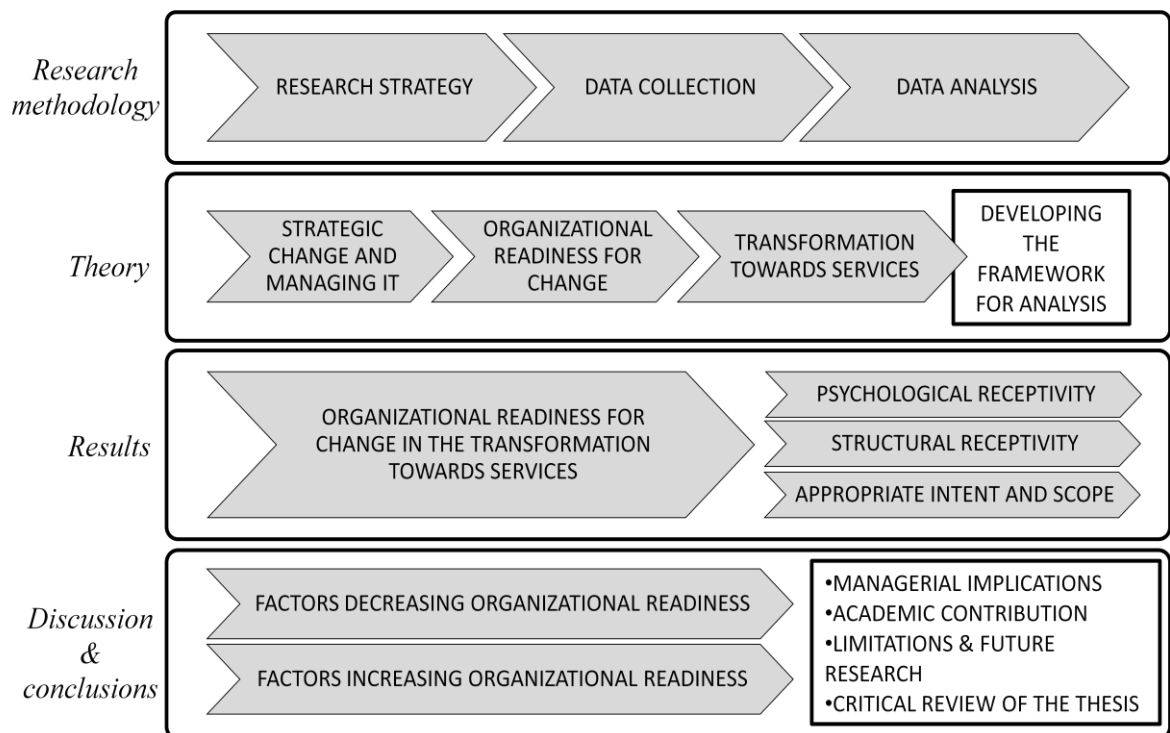 Research
methodology
RESEARCH STRATEGY
DATA COLLECTION
DATA ANALYSIS
Theory
STRATEGIC
CHANGE AND
MANAGING IT
ORGANIZATIONAL
READINESS FOR
CHANGE
TRANSFORMATION
TOWARDS SERVICES
DEVELOPING
THE
FRAMEWORK
FOR ANALYSIS
Results
ORGANIZATIONAL READINESS FOR
CHANGE IN THE TRANSFORMATION
TOWARDS SERVICES
PSYCHOLOGICAL RECEPTIVITY
STRUCTURAL RECEPTIVITY
APPROPRIATE INTENT AND SCOPE
Discussion
&
conclusions
FACTORS DECREASING ORGANIZATIONAL READINESS
FACTORS INCREASING ORGANIZATIONAL READINESS
•MANAGERIAL IMPLICATIONS
•ACADEMIC CONTRIBUTION
•LIMITATIONS & FUTURE
RESEARCH
•CRITICAL REVIEW OF THE THESIS